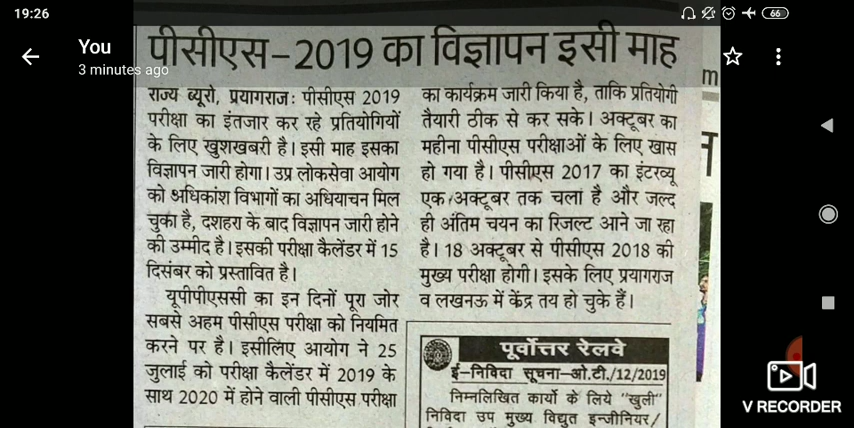 19:26
66
You
3 minutes ago
पीसीएस-2019 का विज्ञापन इसी माह
राज्य ब्यूरो, प्रयागराज: पीसीएस 2019
परीक्षा का इंतजार कर रहे प्रतियोगियों
के लिए खुशखबरी है। इसी माह इसका
विज्ञापन जारी होगा। उप्र लोकसेवा आयोग
को अधिकांश विभागों का अधियाचन मिल
चुका है, दशहरा के बाद विज्ञापन जारी होने
की उम्मीद है। इसकी परीक्षा कैलेंडर में 15
दिसंबर को प्रस्तावित है।
यूपीपीएससी का इन दिनों पूरा जोर
सबसे अहम पीसीएस परीक्षा को नियमित
करने पर है। इसीलिए आयोग ने 25
जुलाई को परीक्षा कैलेंडर में 2019 के
साथ 2020 में होने वाली पीसीएस परीक्षा
का कार्यक्रम जारी किया है, ताकि प्रतियोगी
तैयारी ठीक से कर सके। अक्टूबर का
महीना पीसीएस परीक्षाओं के लिए खास
हो गया है। पीसीएस 2017 का इंटरव्यू
एक अक्टूबर तक चला है और जल्द
ही अंतिम चयन का रिजल्ट आने जा रहा
है। 18 अक्टूबर से पीसीएस 2018 की
मुख्य परीक्षा होगी। इसके लिए प्रयागराज
व लखनऊ में केंद्र तय हो चुके हैं।
पूर्वोत्तर रेलवे
ई-निविदा सूचना-ओ.टी./12/2019
निम्नलिखित कार्यो के लिये "खुली"
निविदा उप मुख्य विद्युत इन्जीनियर/
m
V RECORDER